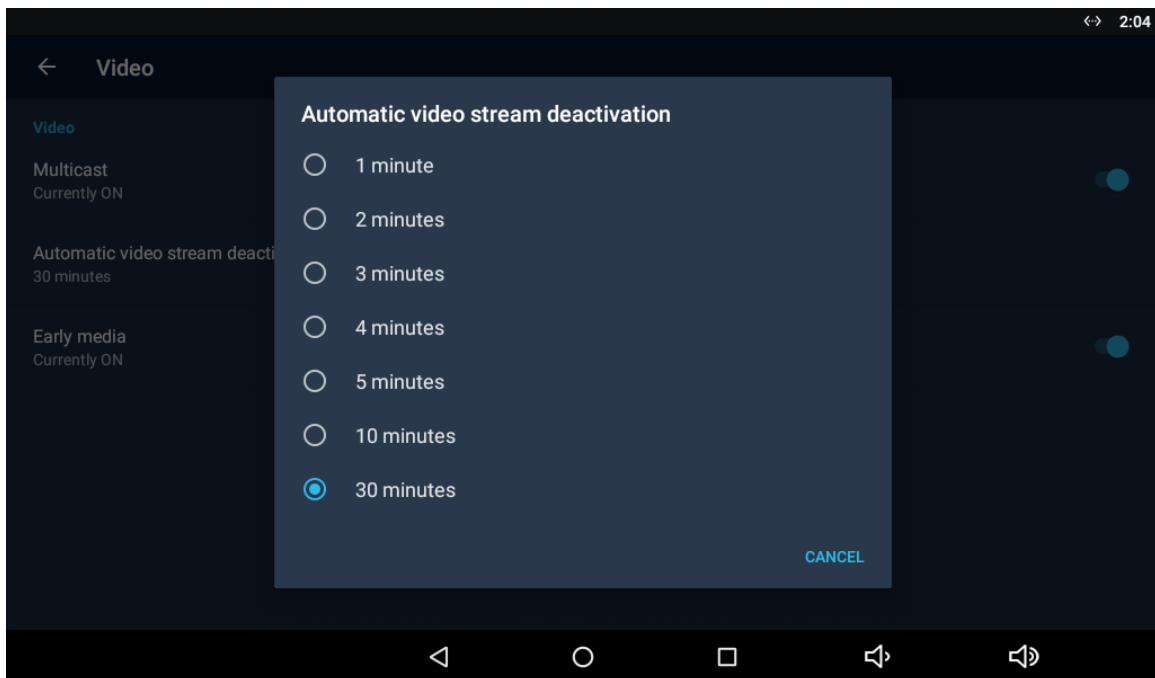 2:04
Video
Video
Multicast
Currently ON
Automatic video stream deacti
30 minutes
Early media
Currently ON
Automatic video stream deactivation
1 minute
2 minutes
3 minutes
4 minutes
5 minutes
10 minutes
30 minutes
CANCEL